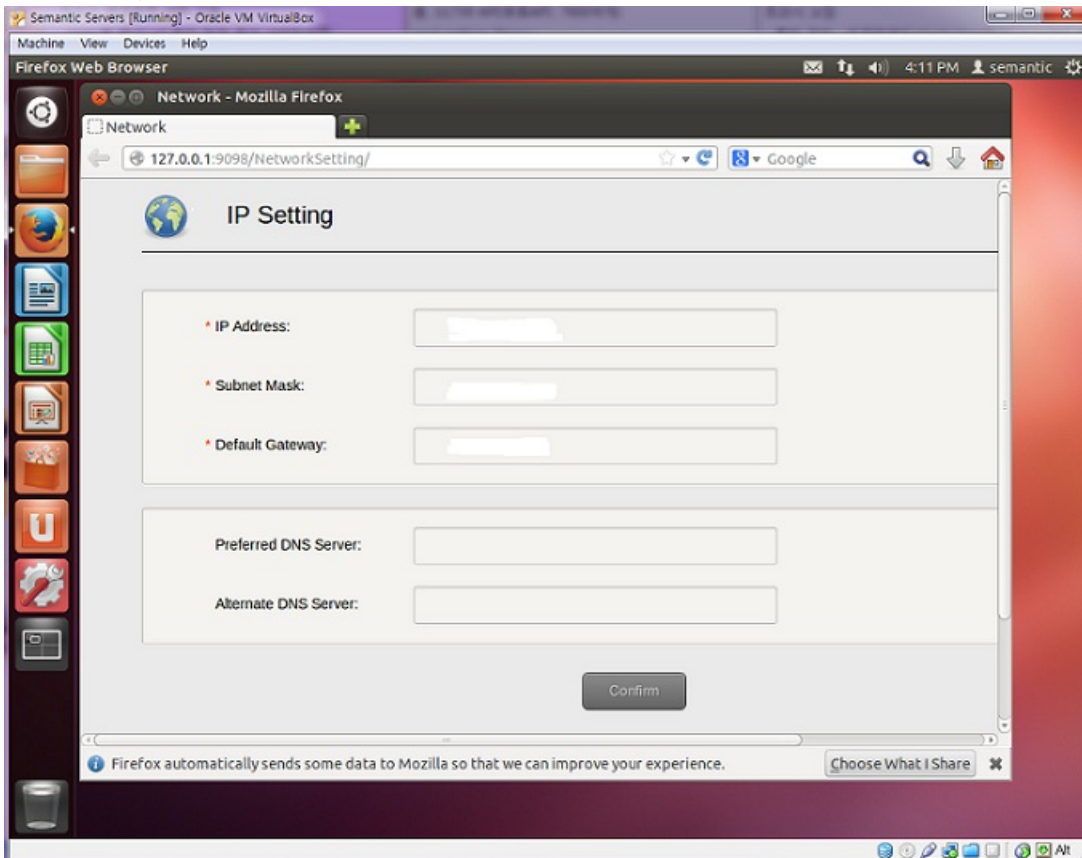 Semantic Servers [Running] - Oracle VM VirtualBox
Machine View Devices Help
Firefox Web Browser 4:11 PM semantic
Network - Mozilla Firefox
Network
127.0.0.1:9098/NetworkSetting/ Google
IP Setting
* IP Address:
* Subnet Mask:
* Default Gateway:
Preferred DNS Server:
Alternate DNS Server:
Confirm
Firefox automatically sends some data to Mozilla so that we can improve your experience. Choose What I Share
Alt